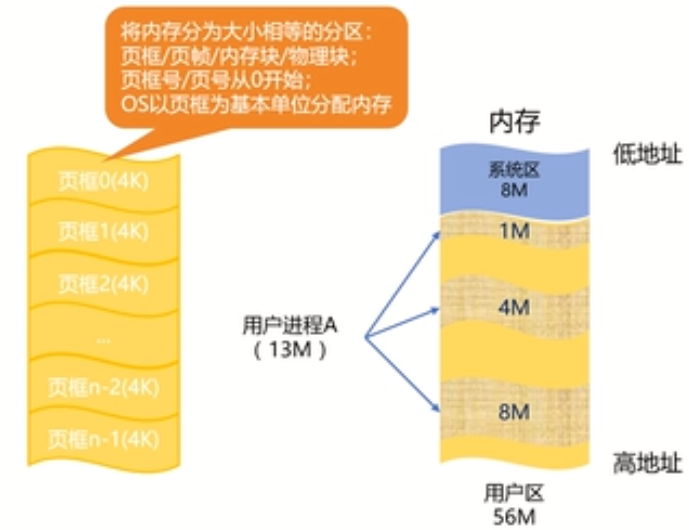 将内存分为大小相等的分区：
页框/页帧/内存块/物理块；
页框号/页号从0开始；
OS以页框为基本单位分配内存
页框0(4K)
页框1(4K)
页框2(4K)
...
页框n-2(4K)
页框n-1(4K)
用户进程A
（13M）
内存
低地址
系统区
8M
1M
4M
8M
高地址
用户区
56M